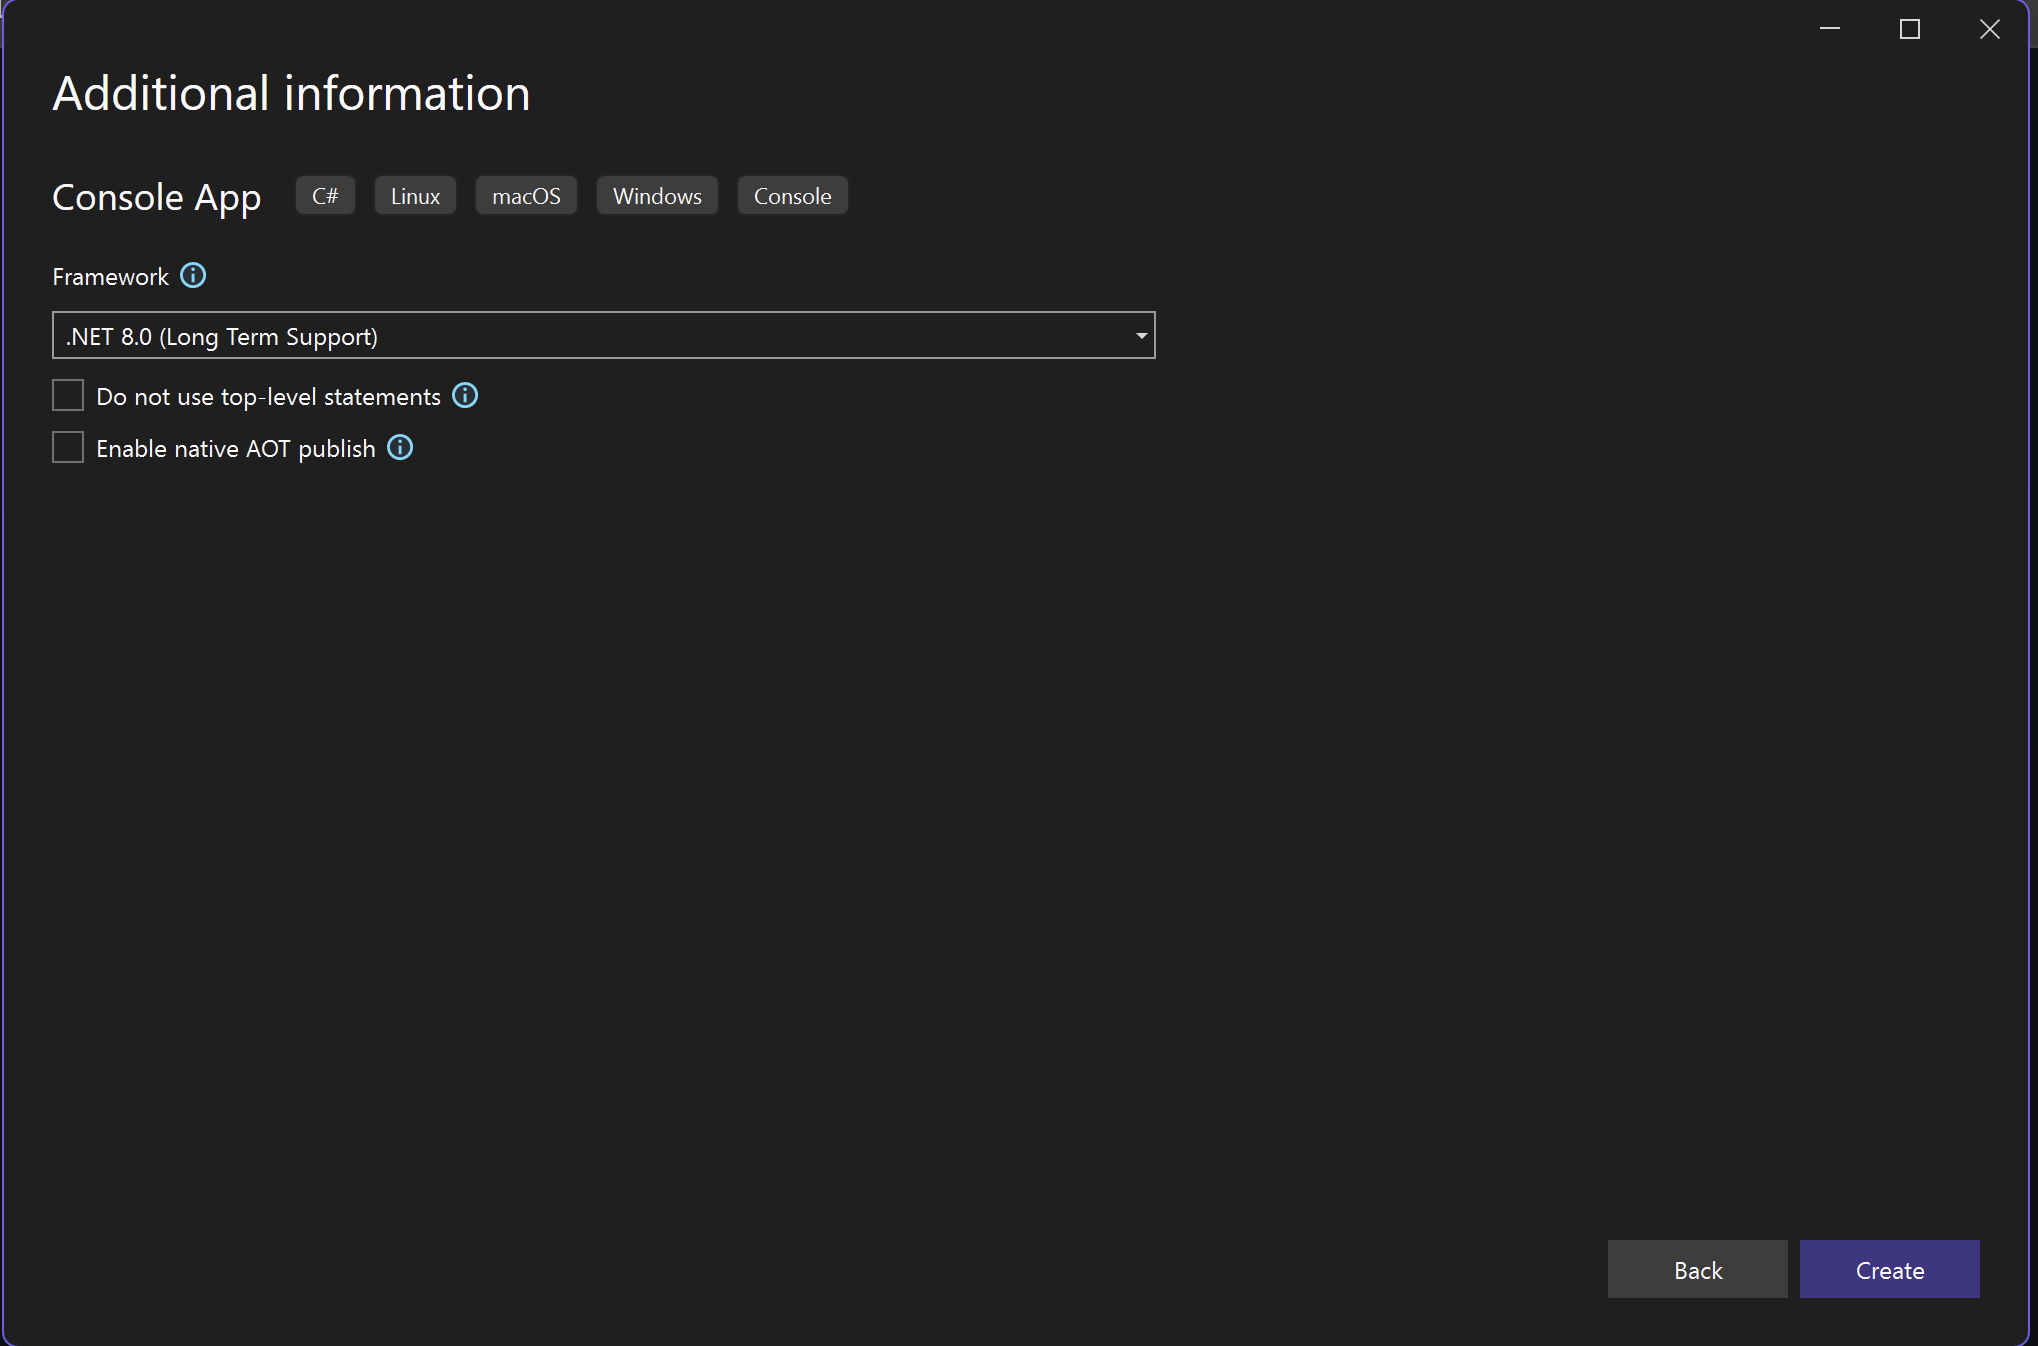 Additional information
Console App C# Linux macOS Windows Console
Framework
.NET 8.0 (Long Term Support)
Do not use top-level statements
Enable native AOT publish
Back Create